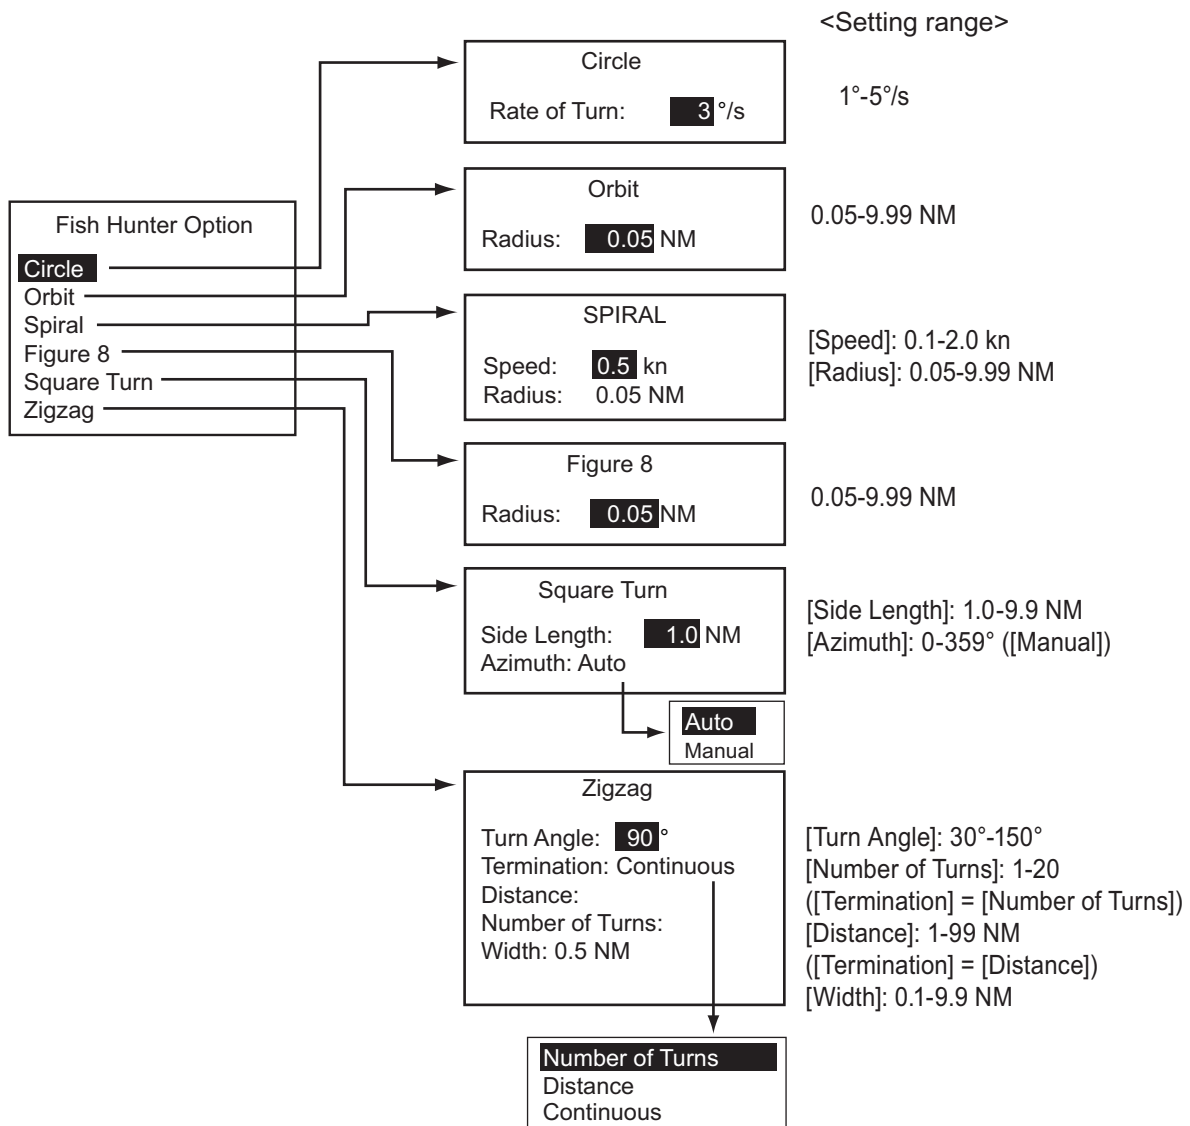 <Setting range>
Circle
Rate of Turn: 3 °/s
1°-5°/s
Orbit
Radius: 0.05 NM
0.05-9.99 NM
Fish Hunter Option
Circle
Orbit
Spiral
Figure 8
Square Turn
Zigzag
SPIRAL
Speed: 0.5 kn
Radius: 0.05 NM
[Speed]: 0.1-2.0 kn
[Radius]: 0.05-9.99 NM
Figure 8
Radius: 0.05 NM
0.05-9.99 NM
Square Turn
Side Length: 1.0 NM
Azimuth: Auto
[Side Length]: 1.0-9.9 NM
[Azimuth]: 0-359° ([Manual])
Auto
Manual
Zigzag
Turn Angle: 90 °
Termination: Continuous
Distance:
Number of Turns:
Width: 0.5 NM
[Turn Angle]: 30°-150°
[Number of Turns]: 1-20
([Termination] = [Number of Turns])
[Distance]: 1-99 NM
([Termination] = [Distance])
[Width]: 0.1-9.9 NM
Number of Turns
Distance
Continuous